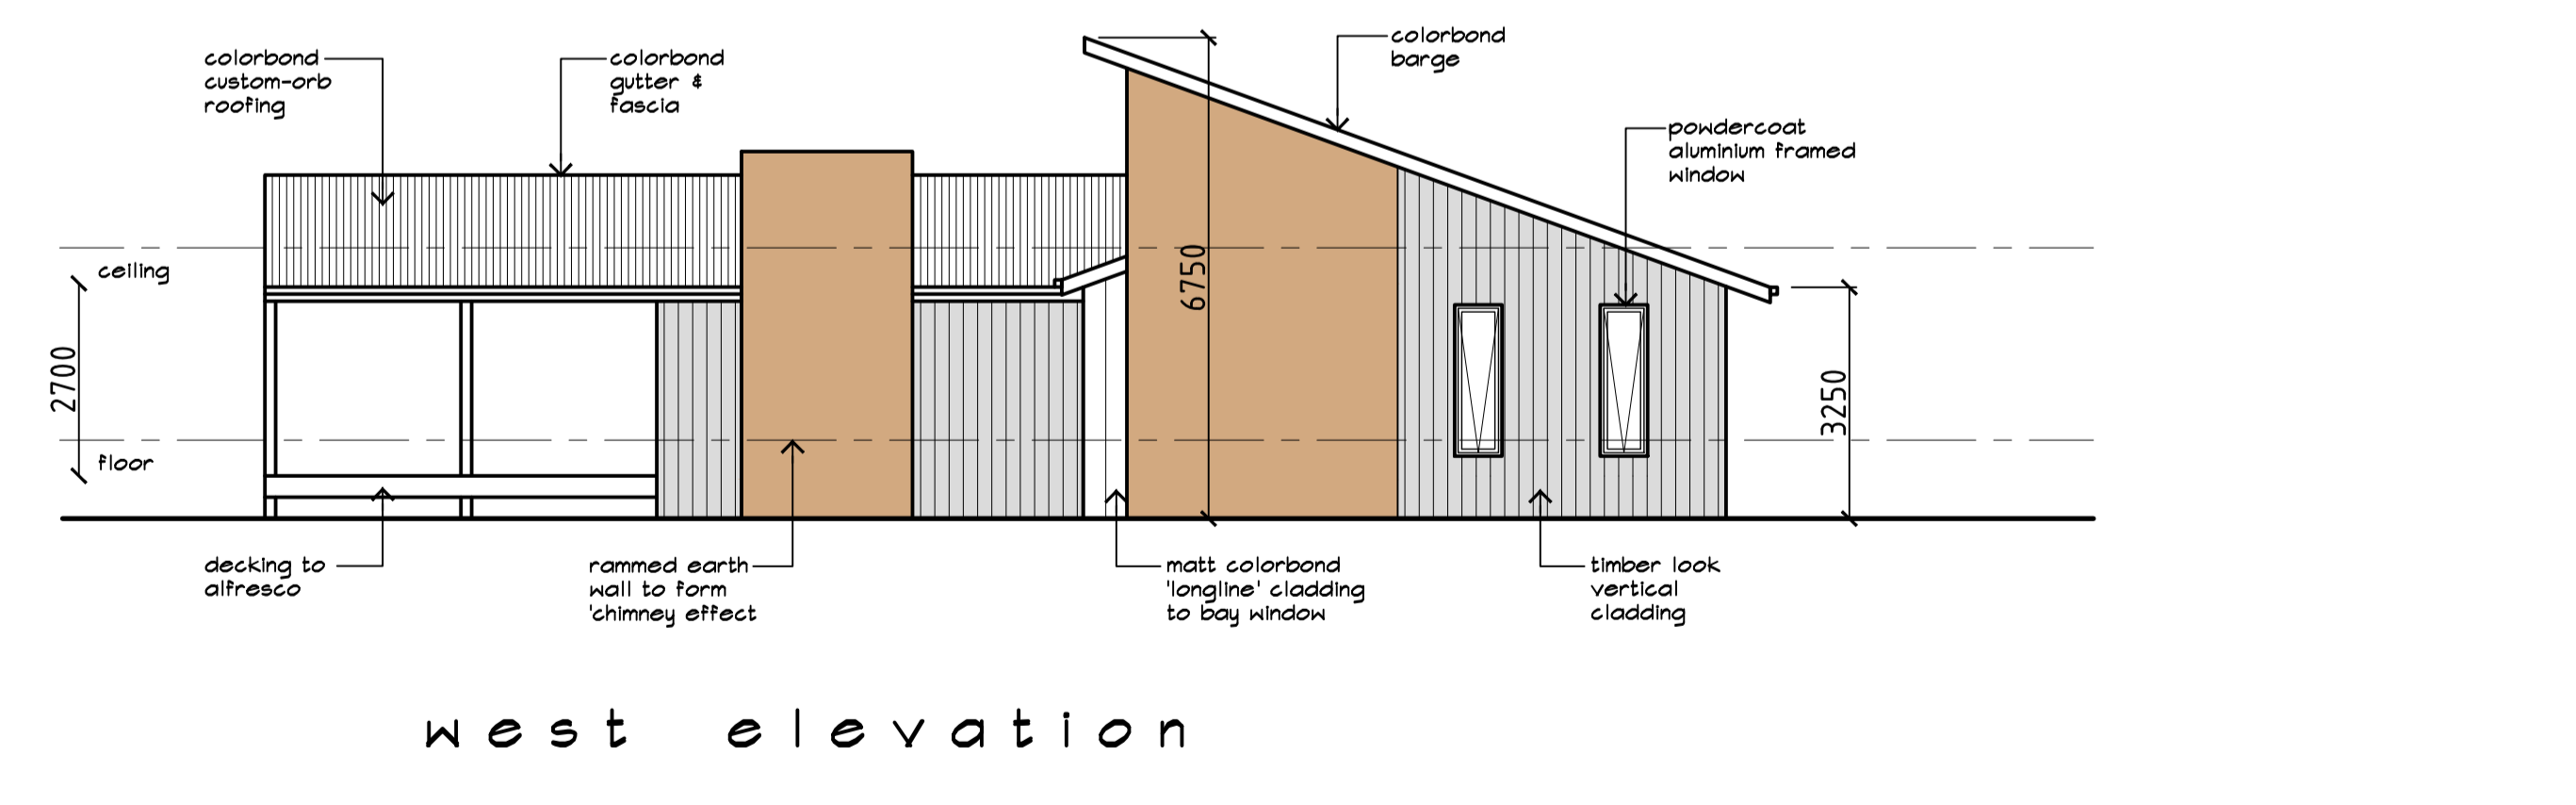 colorbond
custom-orb
roofing
colorbond
gutter &
fascia
colorbond
barge
powdercoat
aluminium framed
window
ceiling
2700
floor
6750
3250
decking to
alfresco
rammed earth
wall to form
'chimney effect
matt colorbond
'longline' cladding
to bay window
timber look
vertical
cladding
west elevation